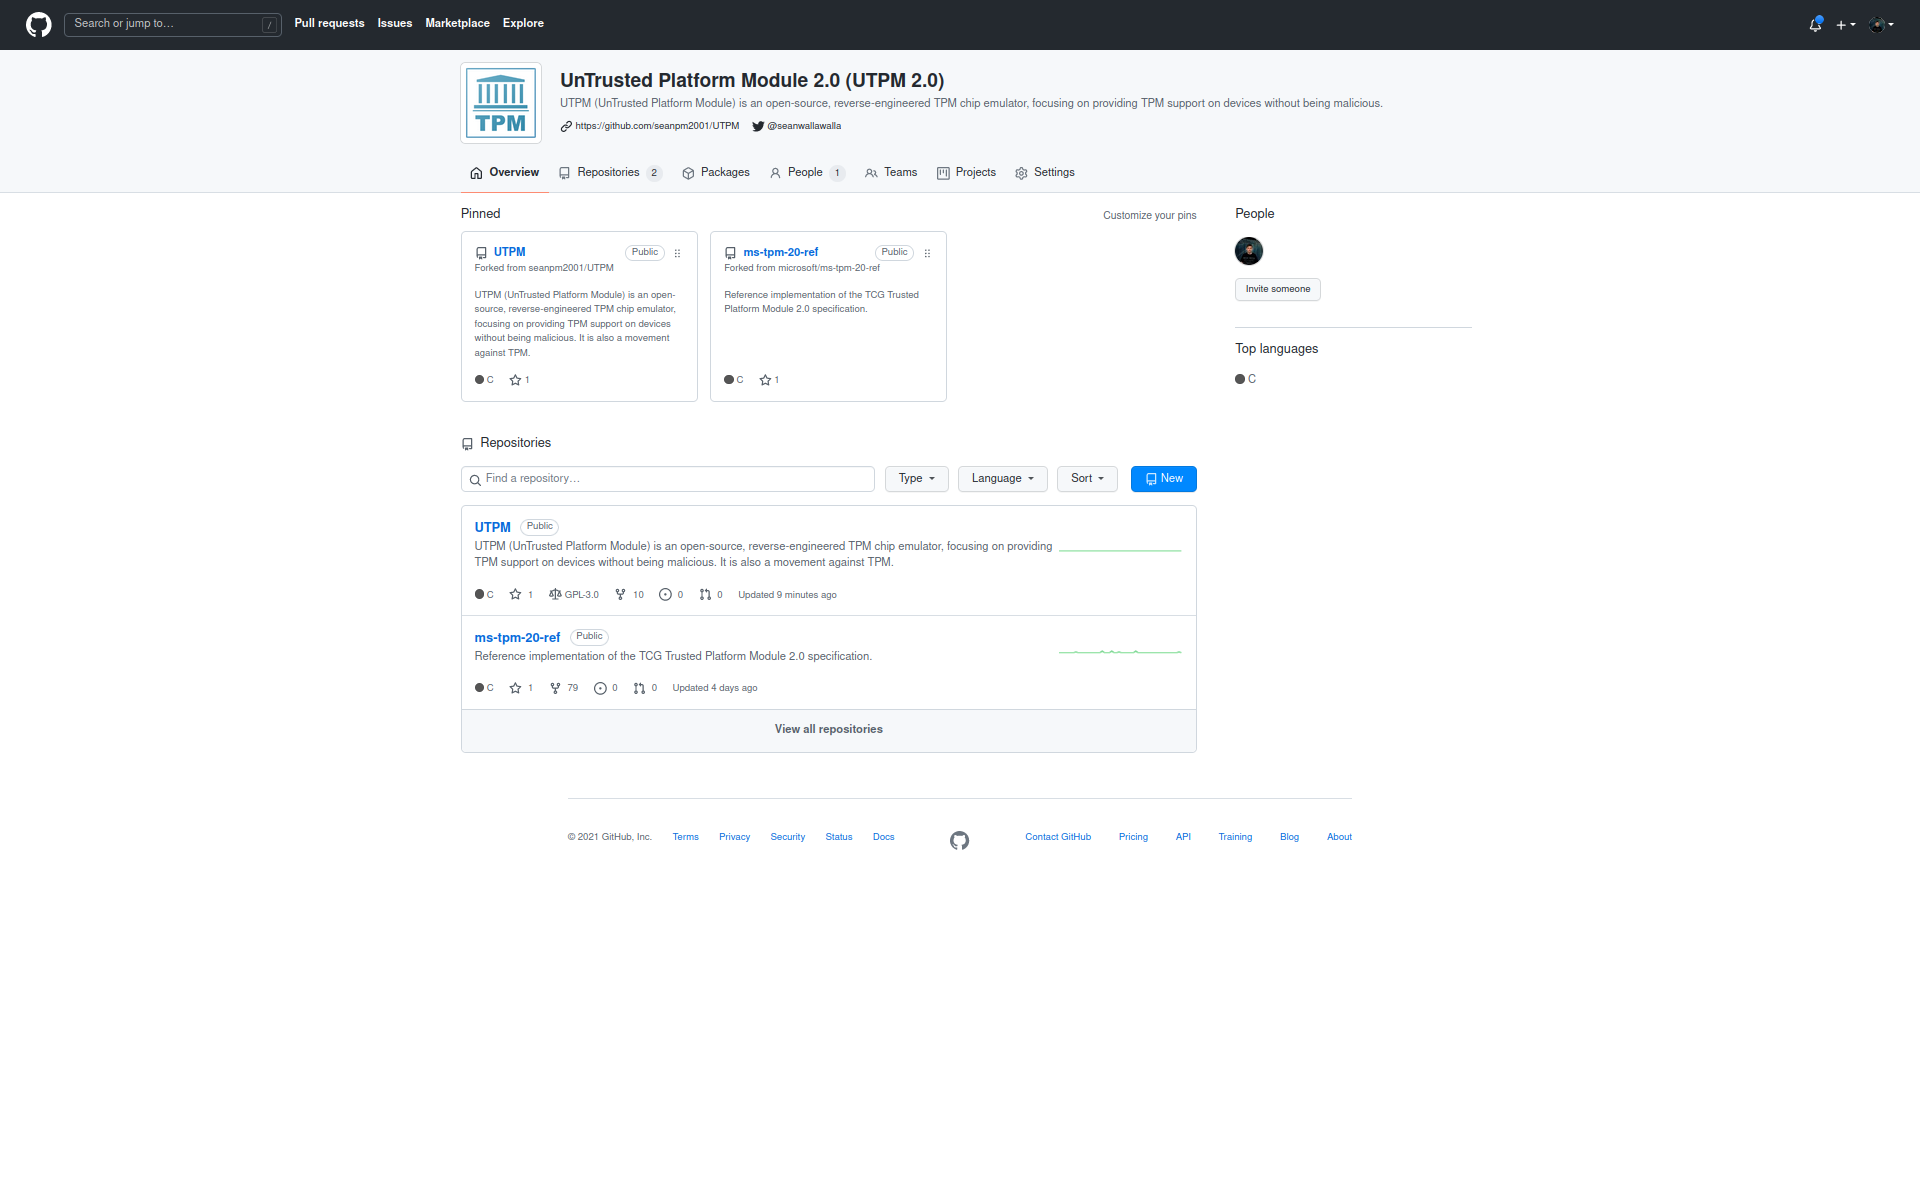 Search or jump to… /
Pull requests Issues Marketplace Explore
TPM
UnTrusted Platform Module 2.0 (UTPM 2.0)
UTPM (UnTrusted Platform Module) is an open-source, reverse-engineered TPM chip emulator, focusing on providing TPM support on devices without being malicious.
https://github.com/seanpm2001/UTPM @seanwallawalla
Overview Repositories 2 Packages People 1 Teams Projects Settings
Pinned
Customize your pins
UTPM Public
Forked from seanpm2001/UTPM
UTPM (UnTrusted Platform Module) is an open-
source, reverse-engineered TPM chip emulator,
focusing on providing TPM support on devices
without being malicious. It is also a movement
against TPM.
C 1
ms-tpm-20-ref Public
Forked from microsoft/ms-tpm-20-ref
Reference implementation of the TCG Trusted
Platform Module 2.0 specification.
C 1
People
Invite someone
Top languages
C
Repositories
Find a repository… Type Language Sort New
UTPM Public
UTPM (UnTrusted Platform Module) is an open-source, reverse-engineered TPM chip emulator, focusing on providing
TPM support on devices without being malicious. It is also a movement against TPM.
C 1 GPL-3.0 10 0 0 Updated 9 minutes ago
ms-tpm-20-ref Public
Reference implementation of the TCG Trusted Platform Module 2.0 specification.
C 1 79 0 0 Updated 4 days ago
View all repositories
© 2021 GitHub, Inc. Terms Privacy Security Status Docs Contact GitHub Pricing API Training Blog About